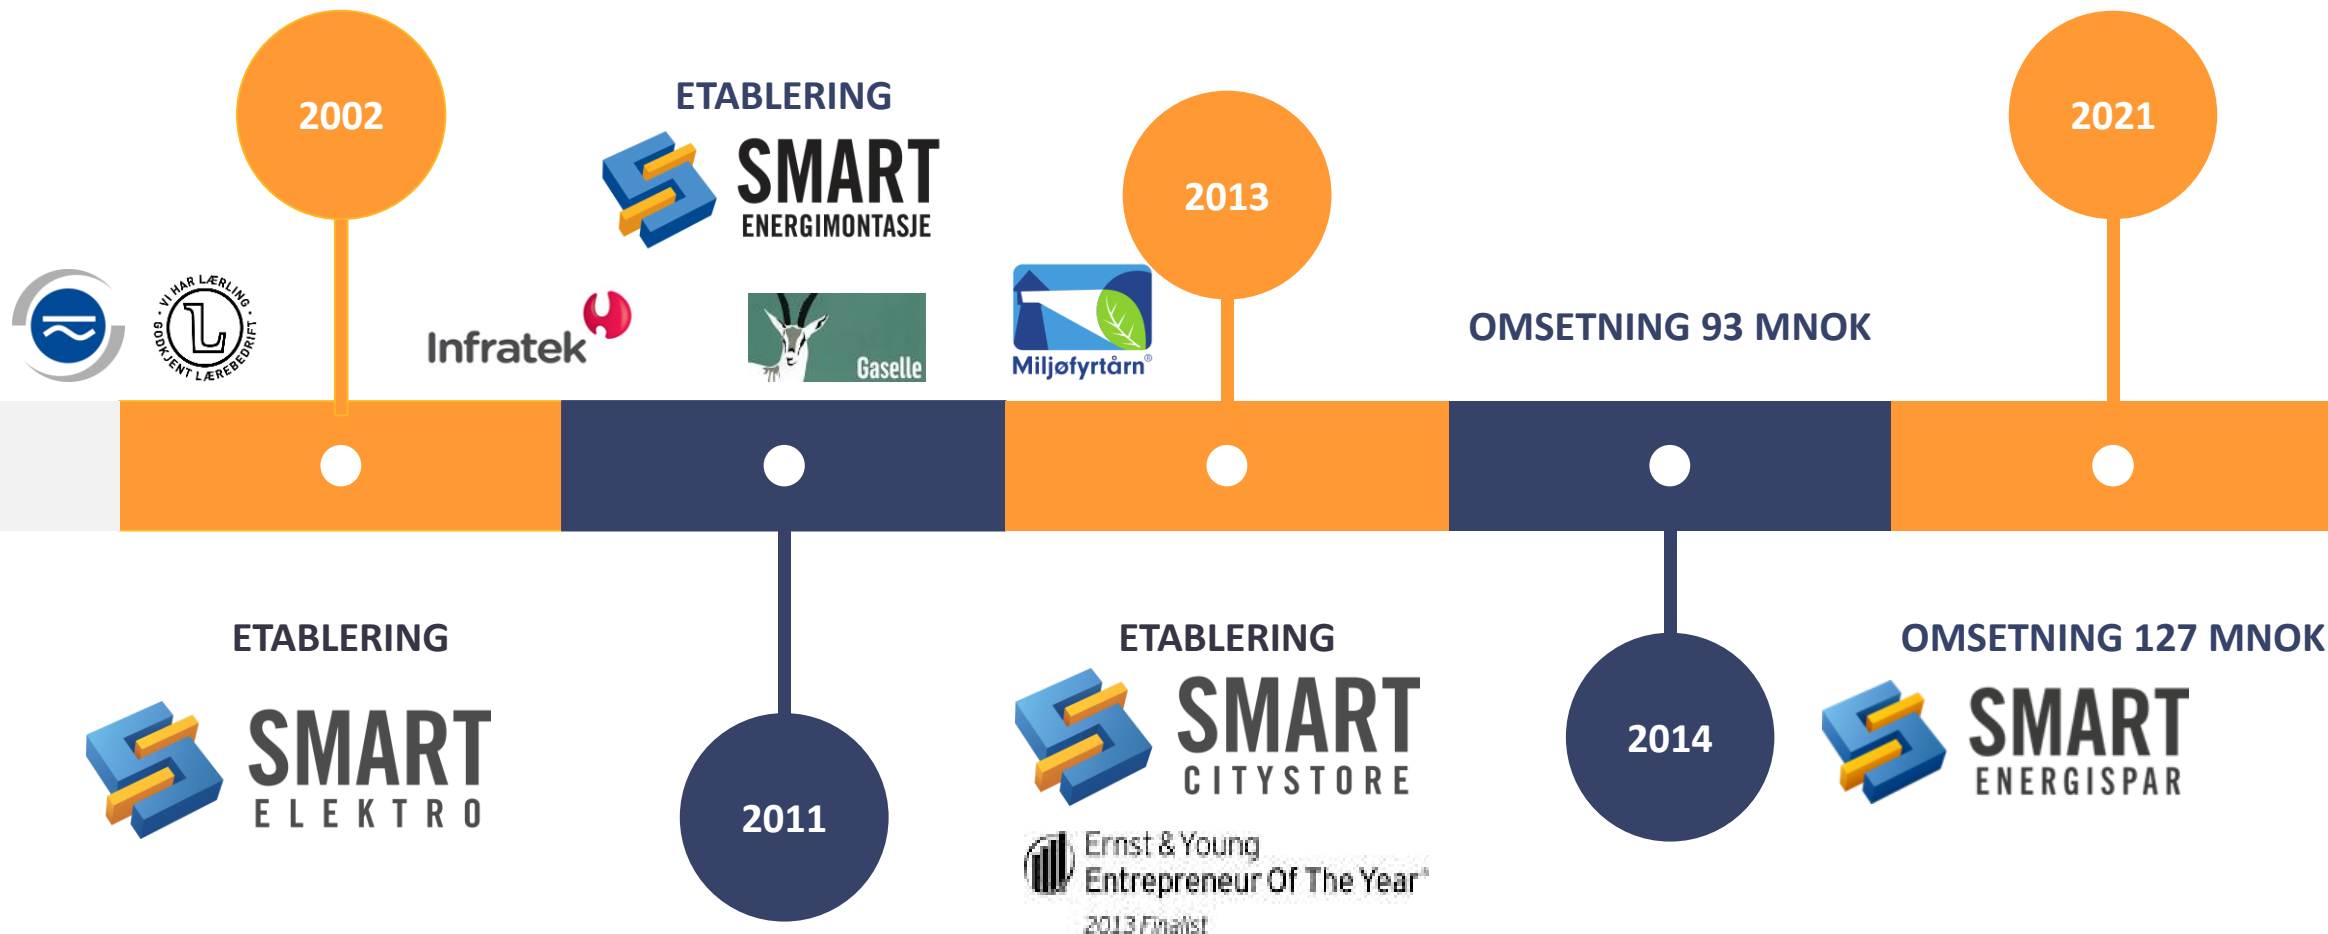 2002
ETABLERING
SMART
ENERGIMONTASJE
2013
2021
VI HAR LÆRLING
GODKJENT LÆREBEDRIFT
L
Infratek
Gaselle
Miljøfyrtårn®
OMSETNING 93 MNOK
ETABLERING
SMART
ELEKTRO
2011
ETABLERING
SMART
CITYSTORE
Ernst & Young
Entrepreneur Of The Year®
2013 Finalist
2014
OMSETNING 127 MNOK
SMART
ENERGISPAR